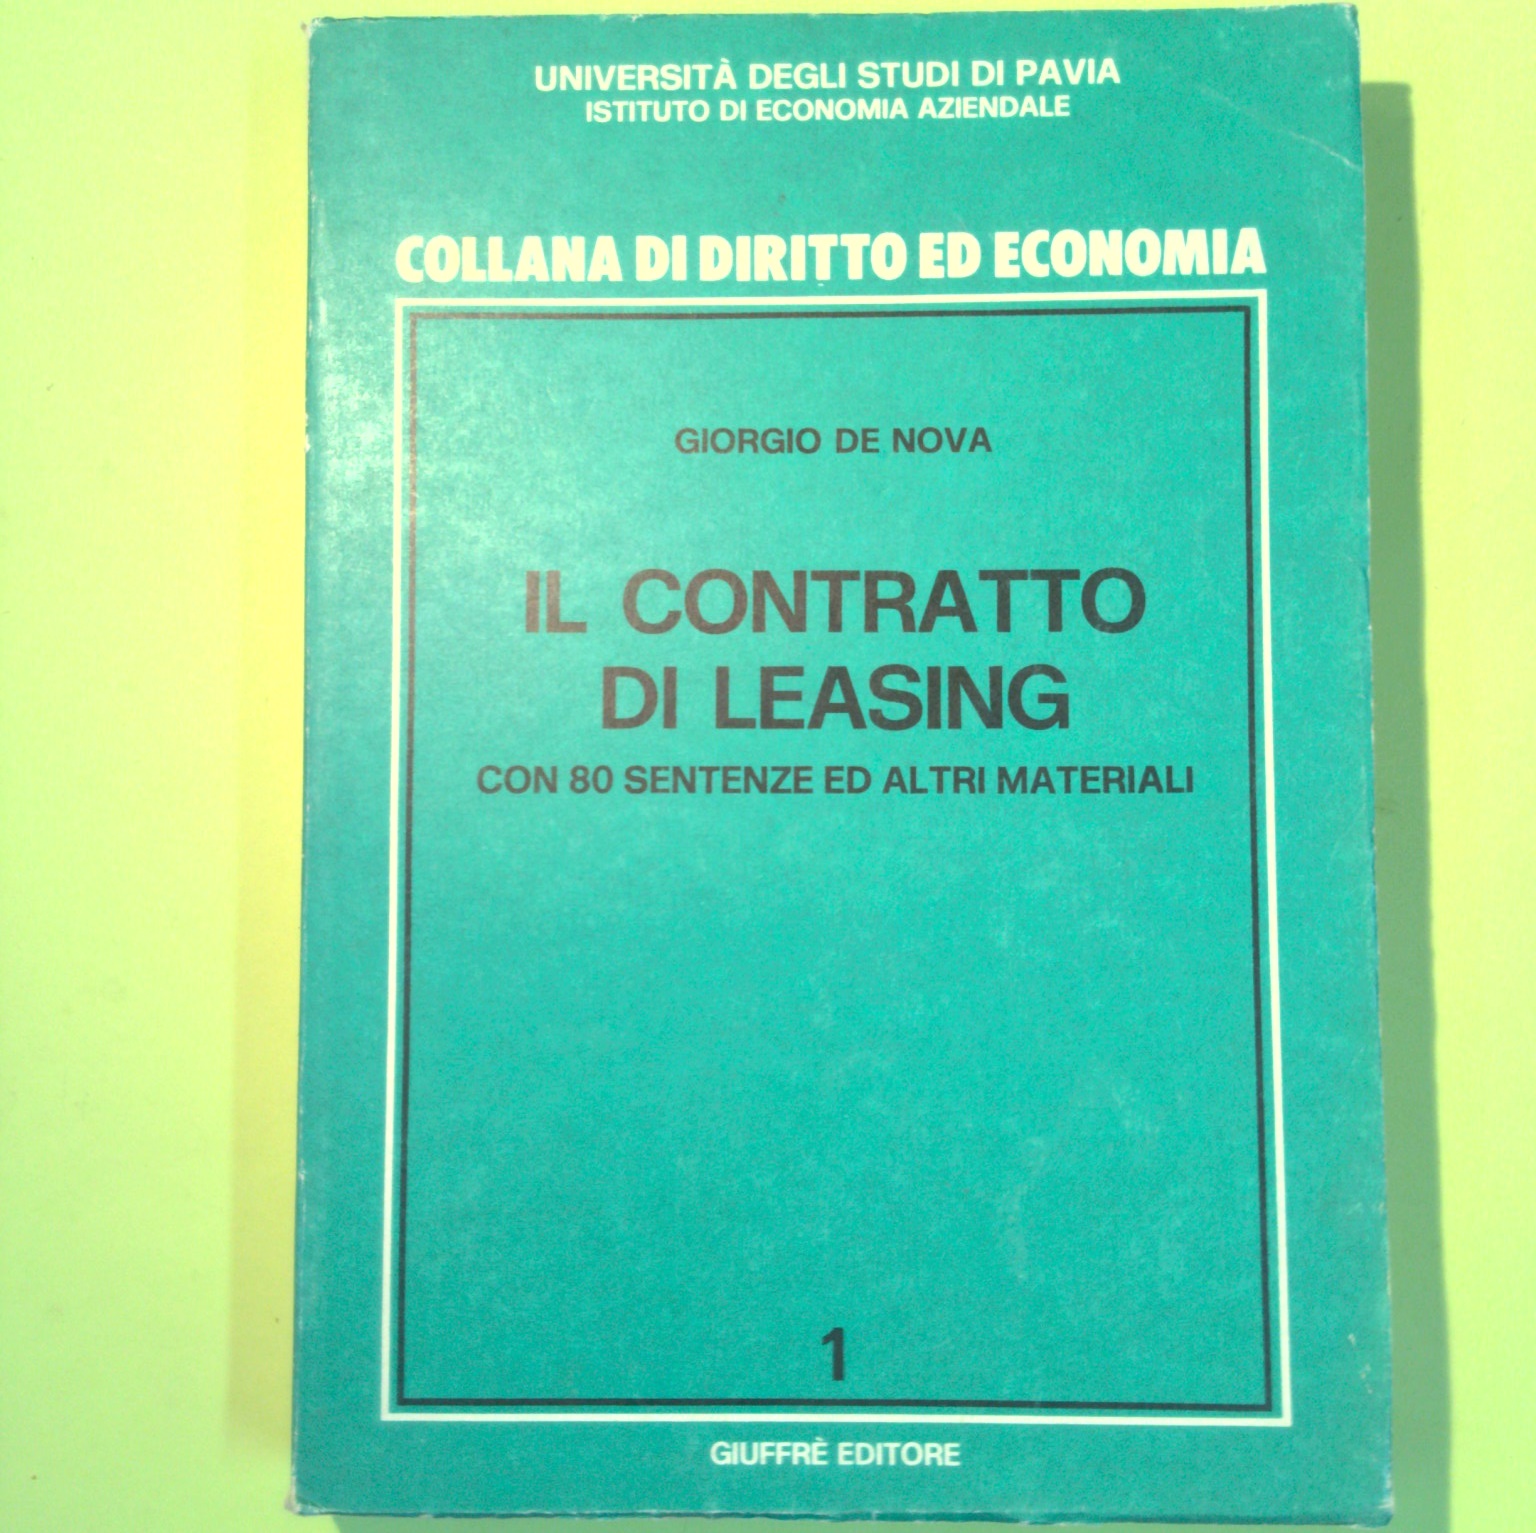 UNIVERSITÀ DEGLI STUDI DI PAVIA
ISTITUTO DI ECONOMIA AZIENDALE
COLLANA DI DIRITTO ED ECONOMIA
GIORGIO DE NOVA
IL CONTRATTO
DI LEASING
CON 80 SENTENZE ED ALTRI MATERIALI
1
GIUFFRÈ EDITORE